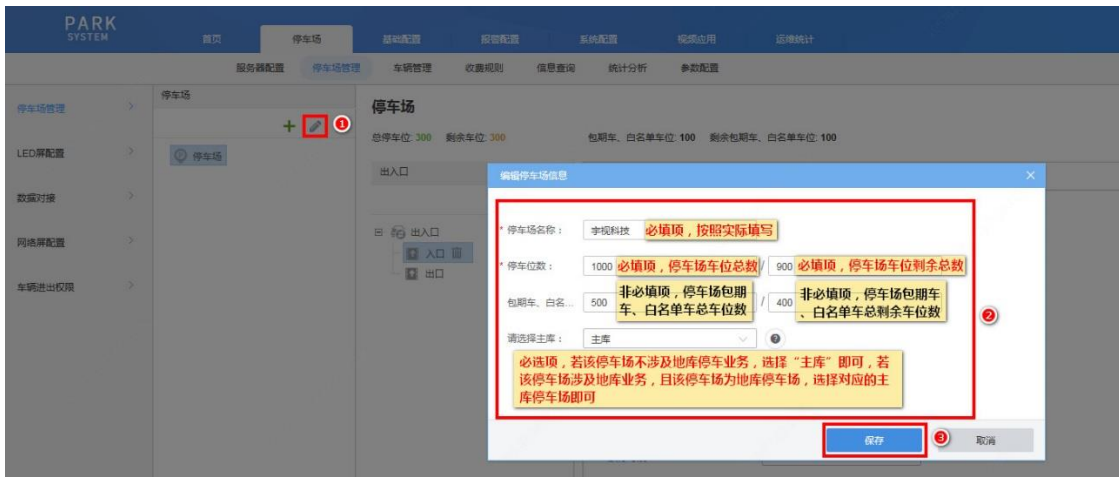 PARK
SYSTEM
首页
停车场
基础配置
报警配置
系统配置
视频应用
运维统计
服务器配置
停车场管理
车辆管理
收费规则
信息查询
统计分析
参数配置
停车场管理
LED屏配置
数据对接
网络屏配置
车辆进出权限
停车场
1
停车场
停车场
总停车位: 300 剩余车位: 300
包期车、白名单车位: 100 剩余包期车、白名单车位: 100
出入口
出入口
入口
出口
编辑停车场信息
* 停车场名称：
宇视科技
必填项，按照实际填写
* 停车位数：
1000
必填项，停车场车位总数
/
900
必填项，停车场车位剩余总数
包期车、白名...
500
非必填项，停车场包期
车、白名单车总车位数
/
400
非必填项，停车场包期车
、白名单车总剩余车位数
2
请选择主库：
主库
?
必选项，若该停车场不涉及地库停车业务，选择“主库”即可，若
该停车场涉及地库业务，且该停车场为地库停车场，选择对应的主
库停车场即可
保存
3
取消